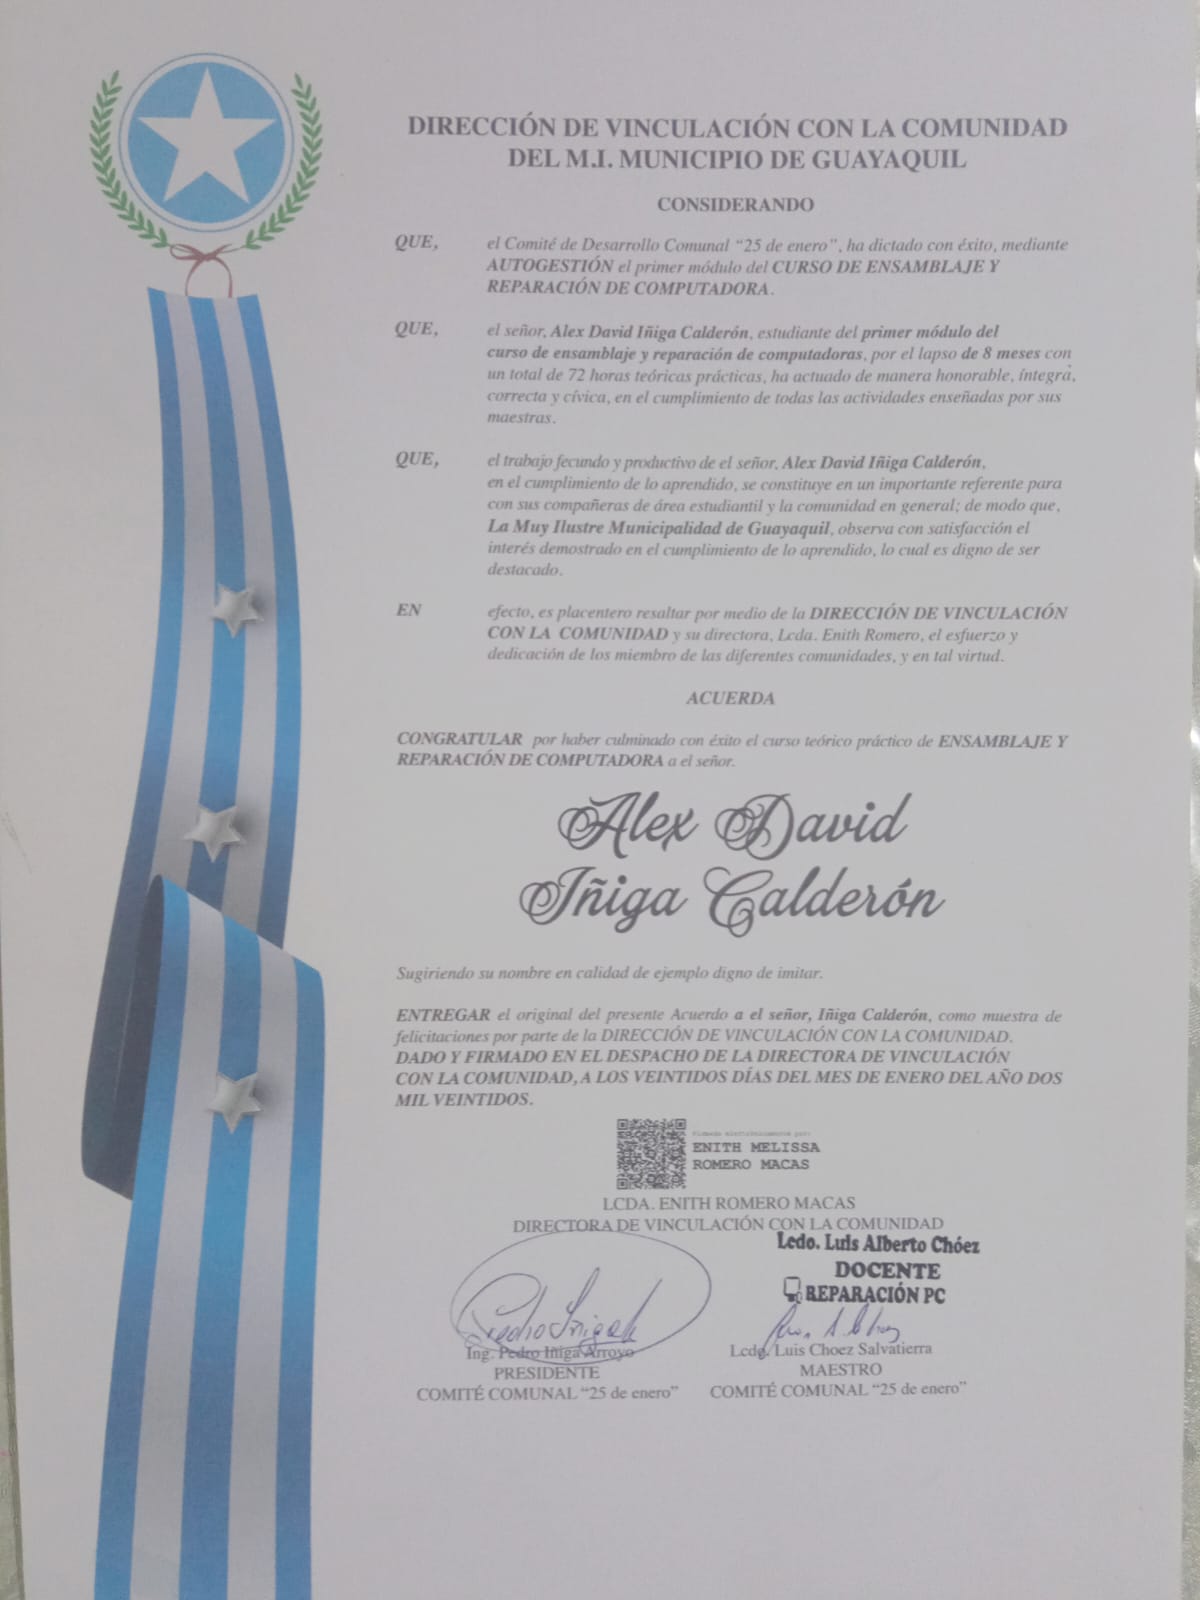 DIRECCIÓN DE VINCULACIÓN CON LA COMUNIDAD
DEL M.I. MUNICIPIO DE GUAYAQUIL
CONSIDERANDO
QUE, el Comité de Desarrollo Comunal “25 de enero”, ha dictado con éxito, mediante
AUTOGESTIÓN el primer módulo del CURSO DE ENSAMBLAJE Y
REPARACIÓN DE COMPUTADORA.
QUE, el señor, Alex David Iñiga Calderón, estudiante del primer módulo del
curso de ensamblaje y reparación de computadoras, por el lapso de 8 meses con
un total de 72 horas teóricas prácticas, ha actuado de manera honorable, íntegra,
correcta y cívica, en el cumplimiento de todas las actividades enseñadas por sus
maestras.
QUE, el trabajo fecundo y productivo de el señor, Alex David Iñiga Calderón,
en el cumplimiento de lo aprendido, se constituye en un importante referente para
con sus compañeras de área estudiantil y la comunidad en general; de modo que,
La Muy Ilustre Municipalidad de Guayaquil, observa con satisfacción el
interés demostrado en el cumplimiento de lo aprendido, lo cual es digno de ser
destacado.
EN efecto, es placentero resaltar por medio de la DIRECCIÓN DE VINCULACIÓN
CON LA COMUNIDAD y su directora, Lcda. Enith Romero, el esfuerzo y
dedicación de los miembro de las diferentes comunidades, y en tal virtud.
ACUERDA
CONGRATULAR por haber culminado con éxito el curso teórico práctico de ENSAMBLAJE Y
REPARACIÓN DE COMPUTADORA a el señor.
Alex David
Iñiga Calderón
Sugiriendo su nombre en calidad de ejemplo digno de imitar.
ENTREGAR el original del presente Acuerdo a el señor, Iñiga Calderón, como muestra de
felicitaciones por parte de la DIRECCIÓN DE VINCULACIÓN CON LA COMUNIDAD.
DADO Y FIRMADO EN EL DESPACHO DE LA DIRECTORA DE VINCULACIÓN
CON LA COMUNIDAD, A LOS VEINTIDOS DÍAS DEL MES DE ENERO DEL AÑO DOS
MIL VEINTIDOS.
Firmado electrónicamente por:
ENITH MELISSA
ROMERO MACAS
LCDA. ENITH ROMERO MACAS
DIRECTORA DE VINCULACIÓN CON LA COMUNIDAD
Lcdo. Luis Alberto Chóez
DOCENTE
REPARACIÓN PC
Pedro Iñiga
Ing. Pedro Iñiga Arroyo
PRESIDENTE
COMITÉ COMUNAL “25 de enero”
Lcdo. Luis Choez Salvatierra
MAESTRO
COMITÉ COMUNAL “25 de enero”